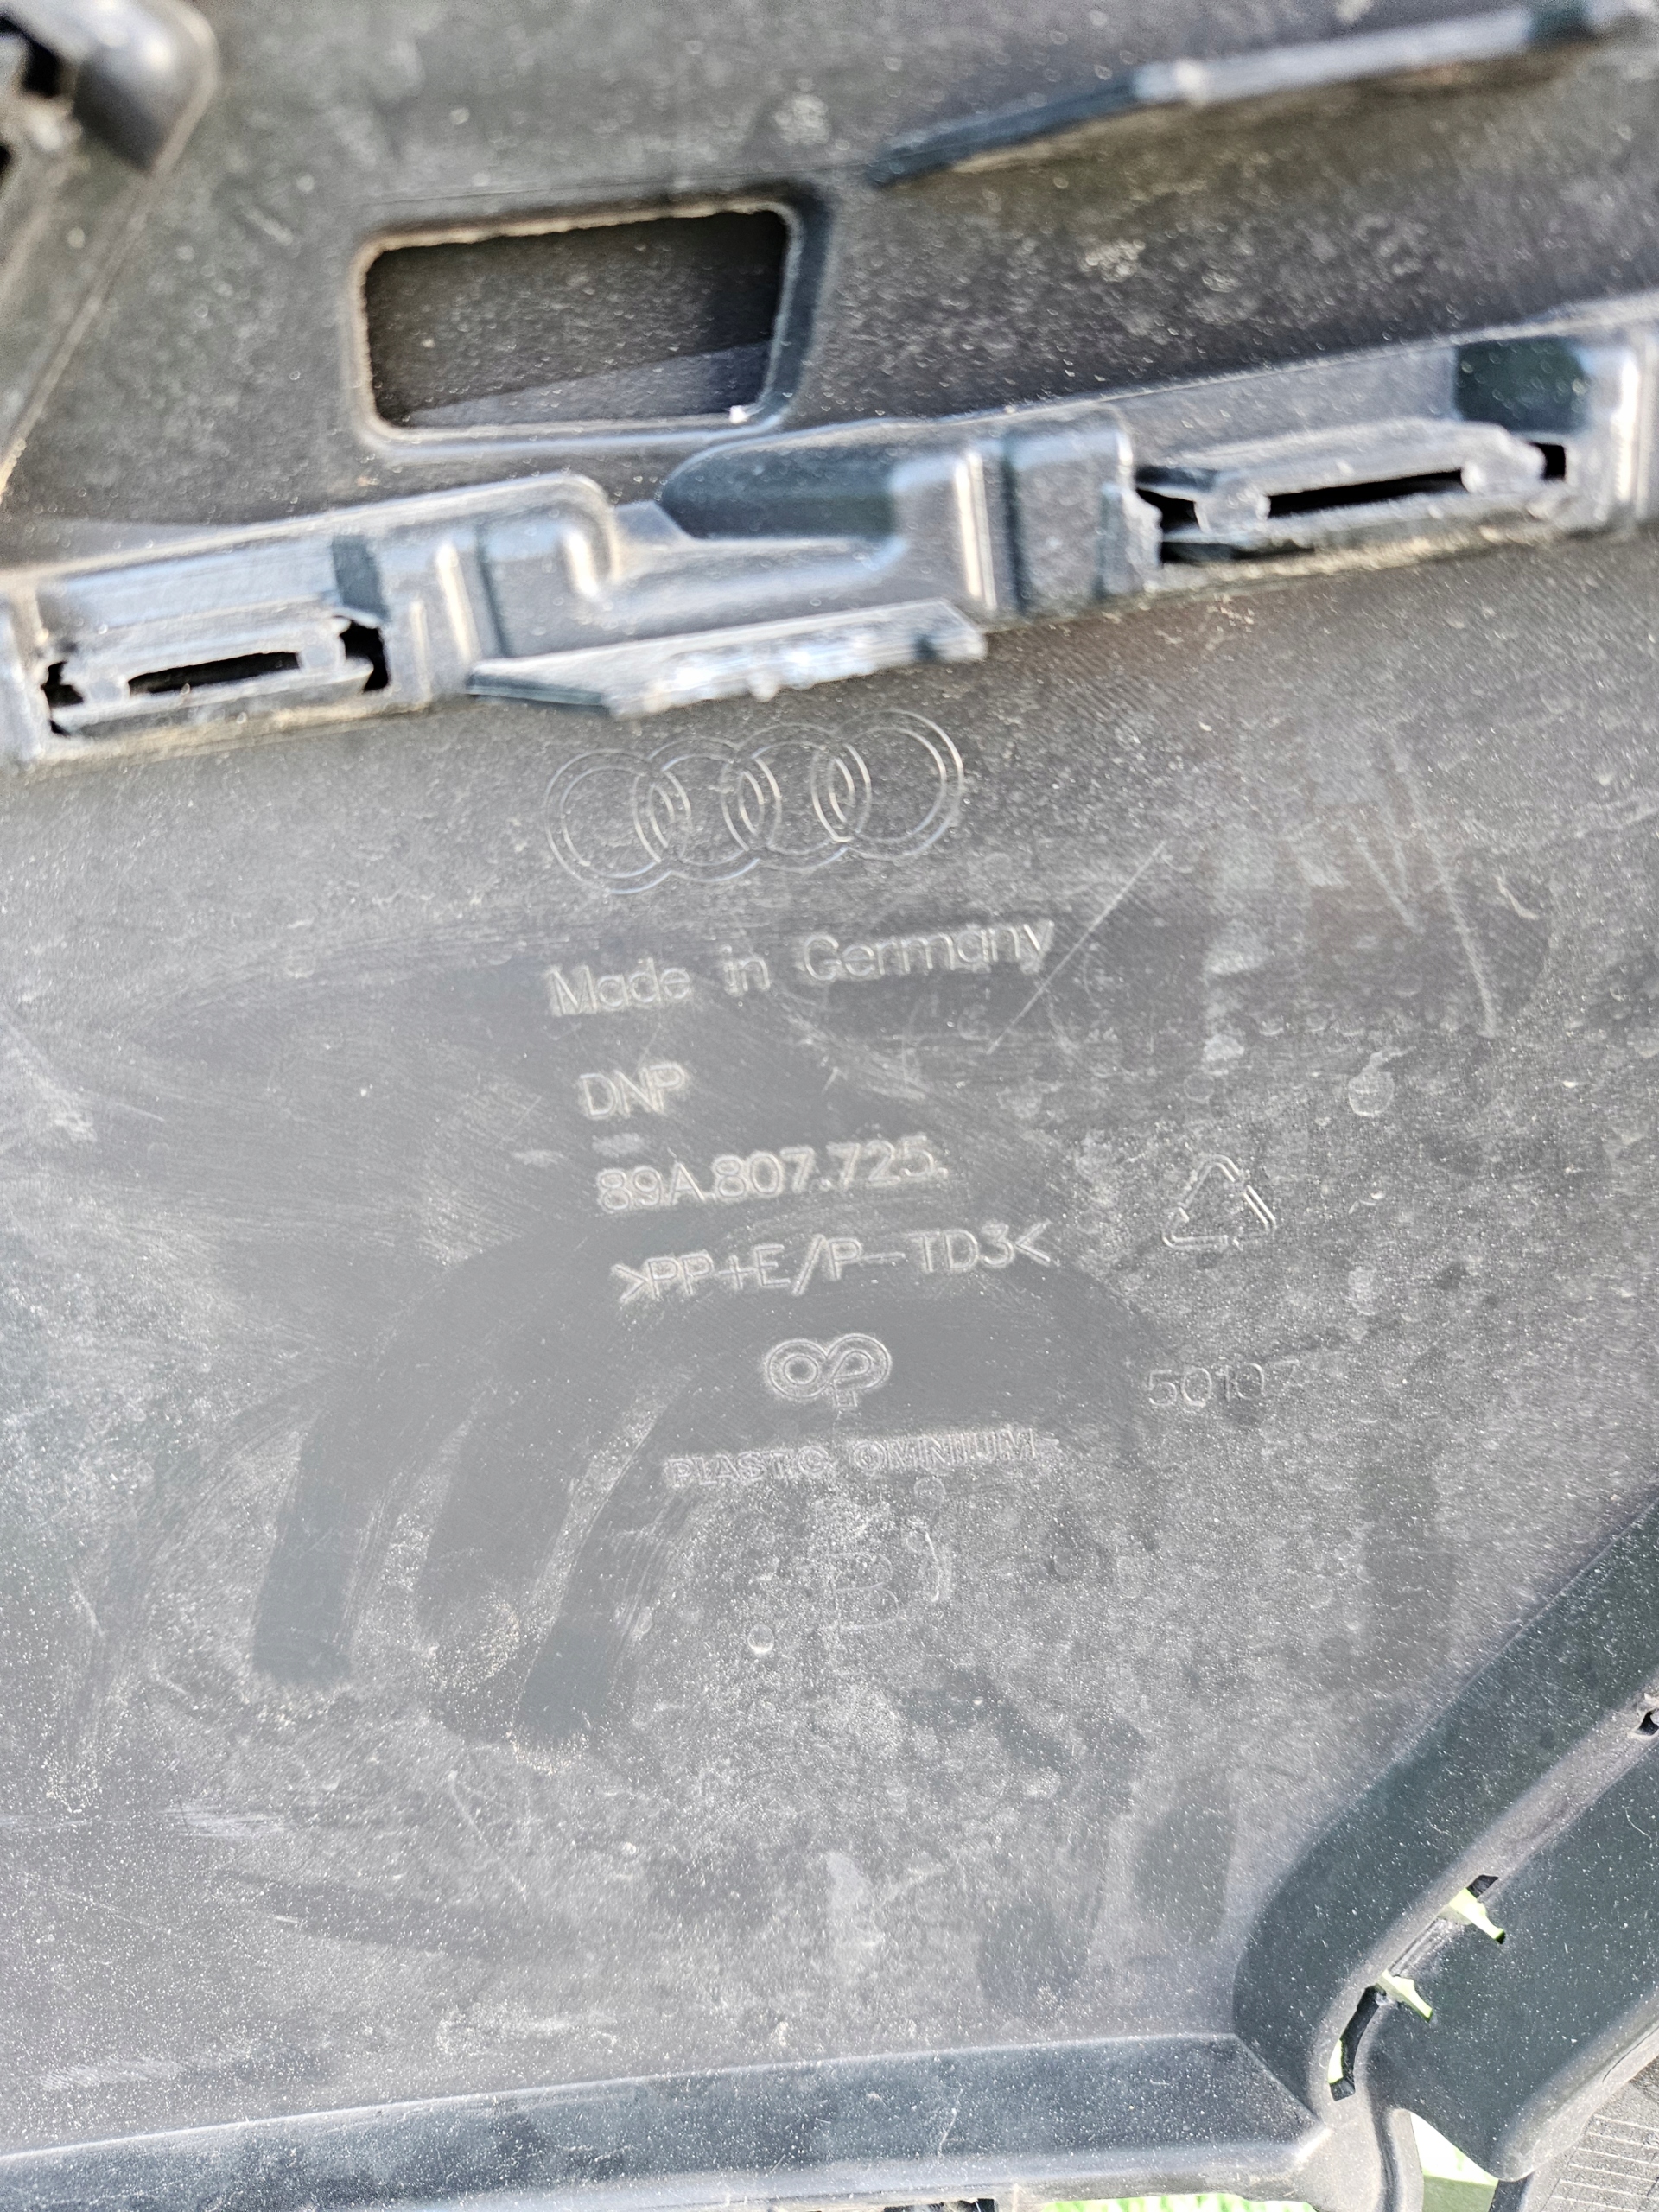 Made in Germany
DNP
89A.807.725.
>PP+E/P-TD3<
50107
PLASTIC OMNIUM